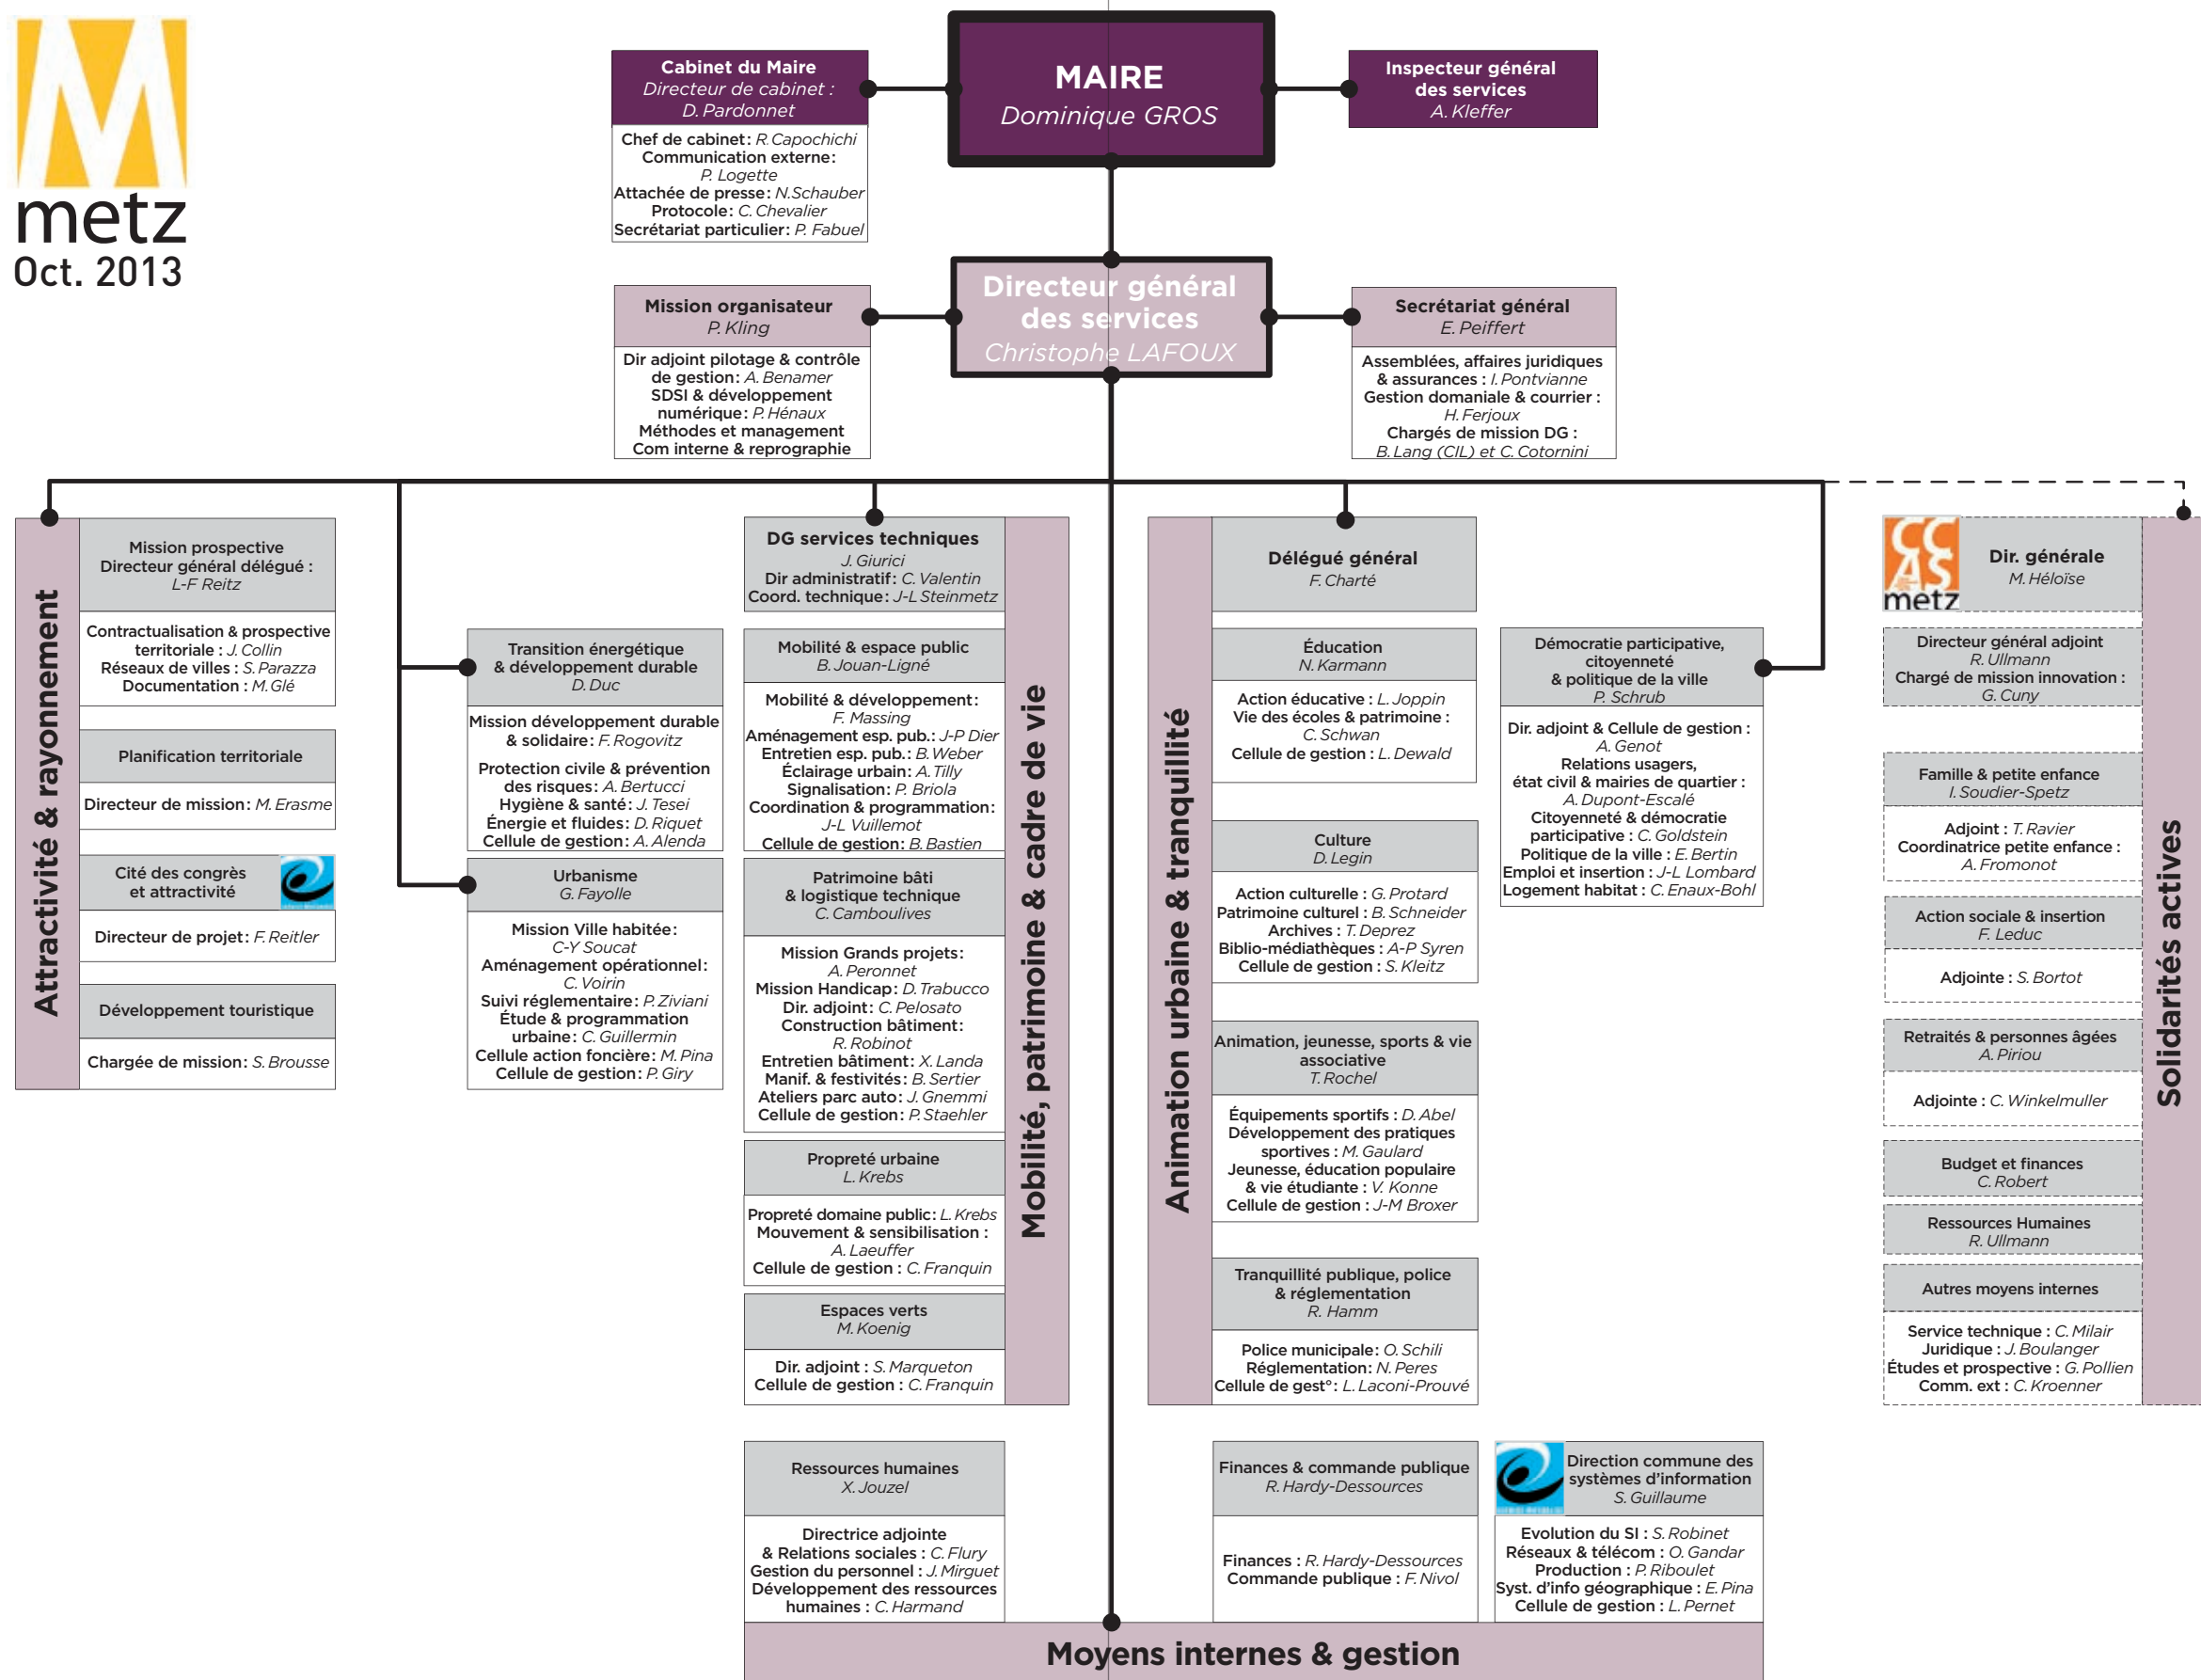 metz
Oct. 2013
Cabinet du Maire
Directeur de cabinet :
D. Pardonnet
Chef de cabinet: R. Capochichi
Communication externe:
P. Logette
Attachée de presse: N.Schauber
Protocole: C. Chevalier
Secrétariat particulier: P. Fabuel
MAIRE
Dominique GROS
Inspecteur général
des services
A. Kleffer
Mission organisateur
P. Kling
Dir adjoint pilotage & contrôle
de gestion: A. Benamer
SDSI & développement
numérique: P. Hénaux
Méthodes et management
Com interne & reprographie
Directeur général
des services
Christophe LAFOUX
Secrétariat général
E. Peiffert
Assemblées, affaires juridiques
& assurances : I. Pontvianne
Gestion domaniale & courrier :
H. Ferjoux
Chargés de mission DG :
B. Lang (CIL) et C. Cotornini
Attractivité & rayonnement
Mission prospective
Directeur général délégué :
L-F Reitz
Contractualisation & prospective
territoriale : J. Collin
Réseaux de villes : S. Parazza
Documentation : M. Glé
Planification territoriale
Directeur de mission: M. Erasme
Cité des congrès
et attractivité
Directeur de projet: F. Reitler
Développement touristique
Chargée de mission: S. Brousse
Transition énergétique
& développement durable
D. Duc
Mission développement durable
& solidaire: F. Rogovitz
Protection civile & prévention
des risques: A. Bertucci
Hygiène & santé: J. Tesei
Énergie et fluides: D. Riquet
Cellule de gestion: A. Alenda
Urbanisme
G. Fayolle
Mission Ville habitée:
C-Y Soucat
Aménagement opérationnel:
C. Voirin
Suivi réglementaire: P. Ziviani
Étude & programmation
urbaine: C. Guillermin
Cellule action foncière: M. Pina
Cellule de gestion: P. Giry
DG services techniques
J. Giurici
Dir administratif: C. Valentin
Coord. technique: J-L Steinmetz
Mobilité & espace public
B. Jouan-Ligné
Mobilité & développement:
F. Massing
Aménagement esp. pub.: J-P Dier
Entretien esp. pub.: B. Weber
Éclairage urbain: A. Tilly
Signalisation: P. Briola
Coordination & programmation:
J-L Vuillemot
Cellule de gestion: B. Bastien
Patrimoine bâti
& logistique technique
C. Camboulives
Mission Grands projets:
A. Peronnet
Mission Handicap: D. Trabucco
Dir. adjoint: C. Pelosato
Construction bâtiment:
R. Robinot
Entretien bâtiment: X. Landa
Manif. & festivités: B. Sertier
Ateliers parc auto: J. Gnemmi
Cellule de gestion: P. Staehler
Propreté urbaine
L. Krebs
Propreté domaine public: L. Krebs
Mouvement & sensibilisation :
A. Laeuffer
Cellule de gestion : C. Franquin
Espaces verts
M. Koenig
Dir. adjoint : S. Marqueton
Cellule de gestion : C. Franquin
Mobilité, patrimoine & cadre de vie
Animation urbaine & tranquillité
Délégué général
F. Charté
Éducation
N. Karmann
Action éducative : L. Joppin
Vie des écoles & patrimoine :
C. Schwan
Cellule de gestion : L. Dewald
Culture
D. Legin
Action culturelle : G. Protard
Patrimoine culturel : B. Schneider
Archives : T. Deprez
Biblio-médiathèques : A-P Syren
Cellule de gestion : S. Kleitz
Animation, jeunesse, sports & vie
associative
T. Rochel
Équipements sportifs : D. Abel
Développement des pratiques
sportives : M. Gaulard
Jeunesse, éducation populaire
& vie étudiante : V. Konne
Cellule de gestion : J-M Broxer
Tranquillité publique, police
& réglementation
R. Hamm
Police municipale: O. Schili
Réglementation: N. Peres
Cellule de gest°: L. Laconi-Prouvé
Démocratie participative,
citoyenneté
& politique de la ville
P. Schrub
Dir. adjoint & Cellule de gestion :
A. Genot
Relations usagers,
état civil & mairies de quartier :
A. Dupont-Escalé
Citoyenneté & démocratie
participative : C. Goldstein
Politique de la ville : E. Bertin
Emploi et insertion : J-L Lombard
Logement habitat : C. Enaux-Bohl
CCAS
metz
Dir. générale
M. Héloïse
Directeur général adjoint
R. Ullmann
Chargé de mission innovation :
G. Cuny
Famille & petite enfance
I. Soudier-Spetz
Adjoint : T. Ravier
Coordinatrice petite enfance :
A. Fromonot
Action sociale & insertion
F. Leduc
Adjointe : S. Bortot
Retraités & personnes âgées
A. Piriou
Adjointe : C. Winkelmuller
Budget et finances
C. Robert
Ressources Humaines
R. Ullmann
Autres moyens internes
Service technique : C. Milair
Juridique : J. Boulanger
Études et prospective : G. Pollien
Comm. ext : C. Kroenner
Solidarités actives
Ressources humaines
X. Jouzel
Directrice adjointe
& Relations sociales : C. Flury
Gestion du personnel : J. Mirguet
Développement des ressources
humaines : C. Harmand
Finances & commande publique
R. Hardy-Dessources
Finances : R. Hardy-Dessources
Commande publique : F. Nivol
Direction commune des
systèmes d'information
S. Guillaume
Evolution du SI : S. Robinet
Réseaux & télécom : O. Gandar
Production : P. Riboulet
Syst. d'info géographique : E. Pina
Cellule de gestion : L. Pernet
Moyens internes & gestion